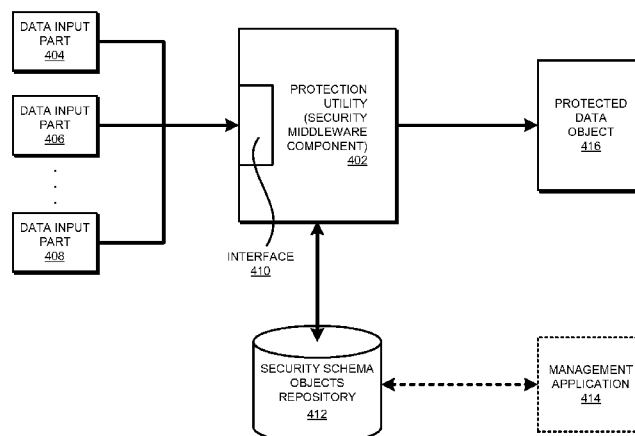 DATA INPUT
PART
404
DATA INPUT
PART
406
DATA INPUT
PART
408
PROTECTION
UTILITY
(SECURITY
MIDDLEWARE
COMPONENT)
402
INTERFACE
410
PROTECTED
DATA
OBJECT
416
SECURITY SCHEMA
OBJECTS
REPOSITORY
412
MANAGEMENT
APPLICATION
414